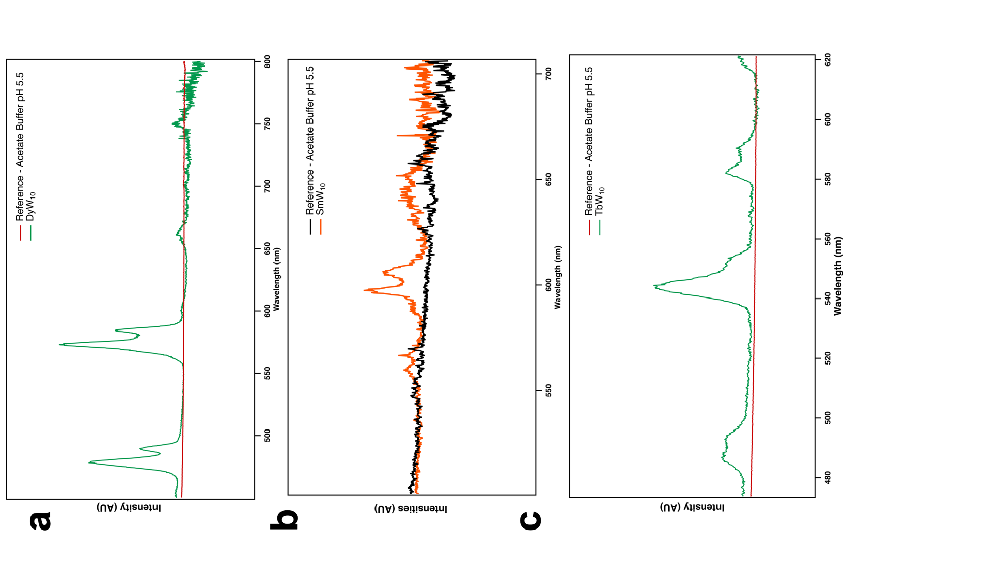 a
Reference - Acetate Buffer pH 5.5
DyW10
Intensity (AU)
500
550
600
650
700
750
800
Wavelength (nm)
b
Reference - Acetate Buffer pH 5.5
SmW10
Intensities (AU)
550
600
650
700
Wavelength (nm)
c
Reference - Acetate Buffer pH 5.5
TbW10
Intensity (AU)
480
500
520
540
560
580
600
620
Wavelength (nm)